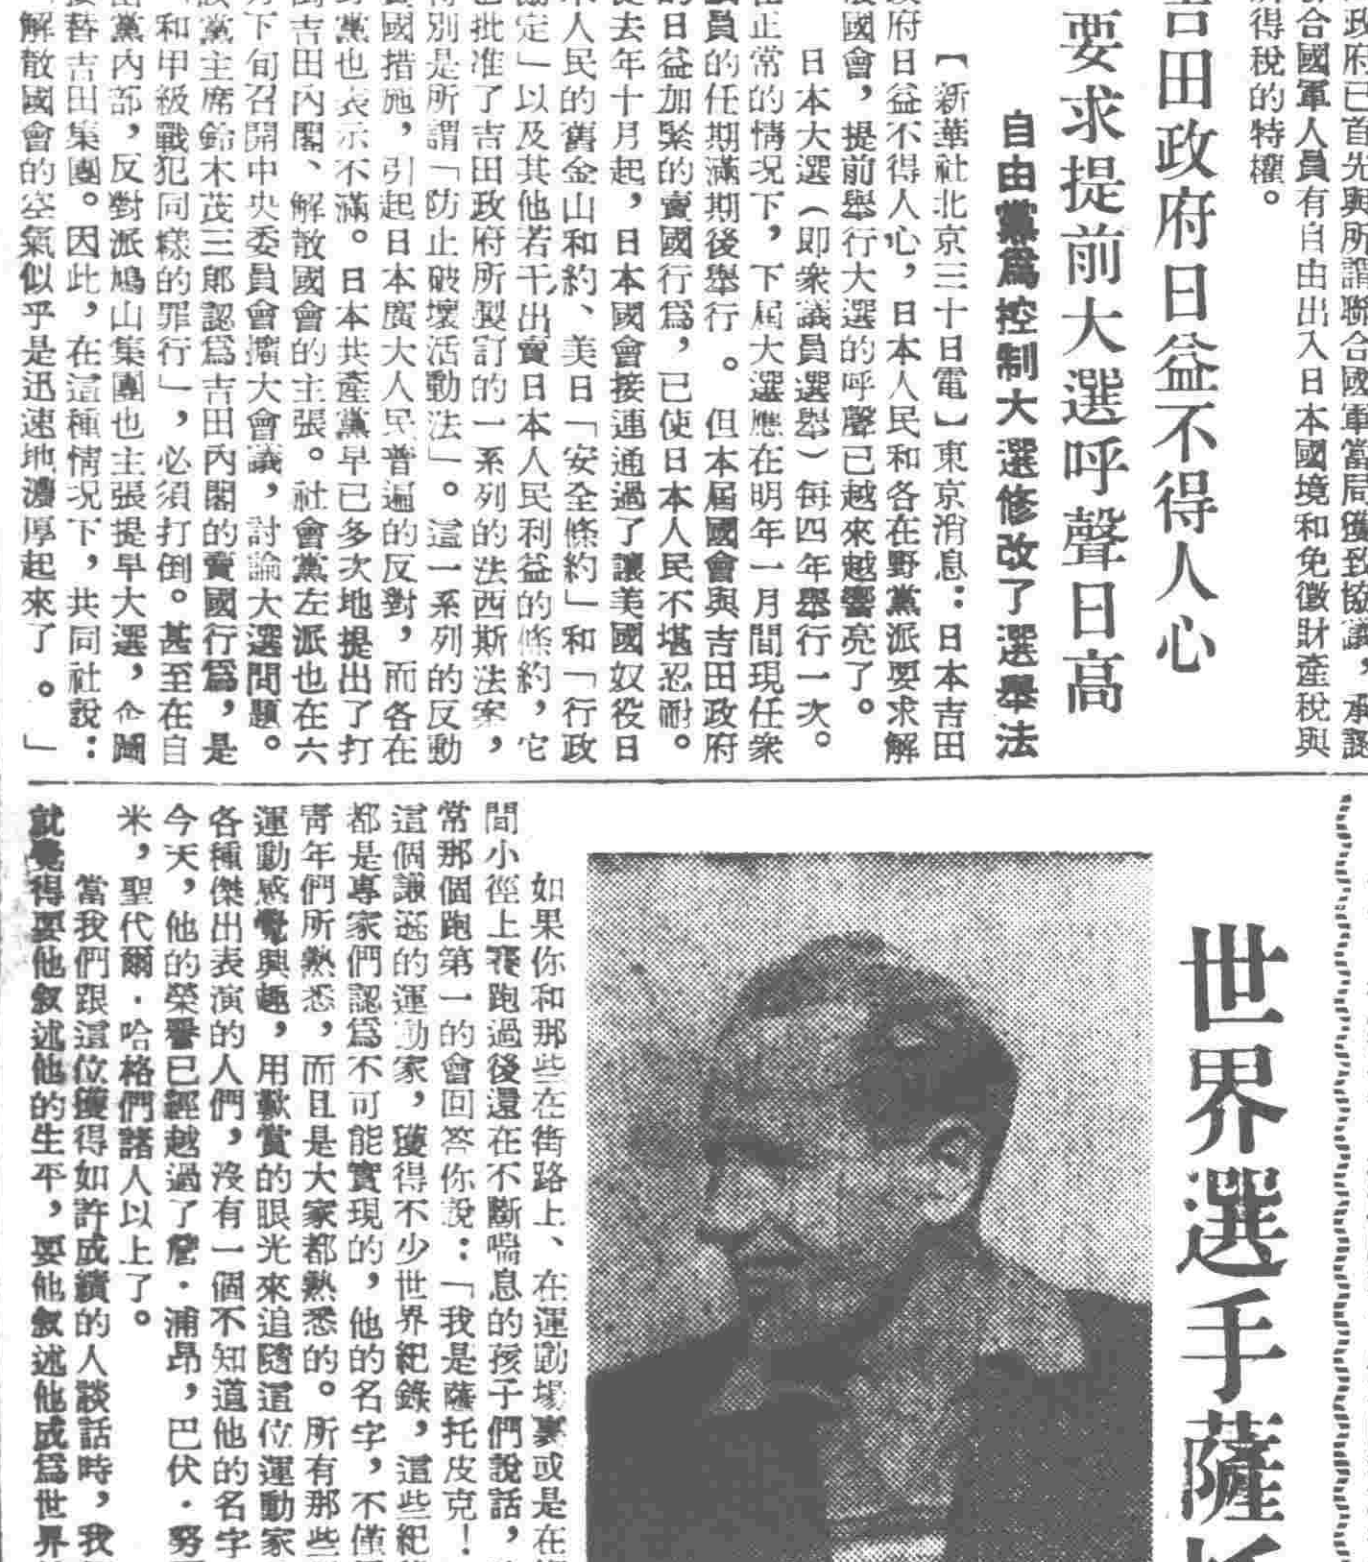 政府已首先與所謂聯合國軍當局獲致協議，承認
合國軍人員有自由出入日本國境和免徵財產稅與
得稅的特權。
吉田政府日益不得人心
要求提前大選呼聲日高
自由黨爲控制大選修改了選舉法
【新華社北京三十日電】東京消息：日本吉田
政府日益不得人心，日本人民和各在野黨派要求解
國會，提前舉行大選的呼聲已越來越響亮了。
日本大選（即衆議員選舉）每四年舉行一次。
在正常的情况下，下屆大選應在明年一月間現任衆
員的任期滿期後舉行。但本屆國會與吉田政府
的日益加緊的賣國行爲，已使日本人民不堪忍耐。
從去年十月起，日本國會接連通過了讓美國奴役日
本人民的舊金山和約、美日「安全條約」和「行政
協定」以及其他若干出賣日本人民利益的條約，它
也批准了吉田政府所製訂的一系列的法西斯法案，
特別是所謂「防止破壞活動法」。這一系列的反動
賣國措施，引起日本廣大人民普遍的反對，而各在
野黨也表示不滿。日本共產黨早已多次地提出了打
倒吉田內閣、解散國會的主張。社會黨左派也在六
月下旬召開中央委員會擴大會議，討論大選問題。
該黨主席鈴木茂三郎認爲吉田內閣的賣國行爲，是
「和甲級戰犯同樣的罪行」，必須打倒。甚至在自
由黨內部，反對派鳩山集團也主張提早大選，企圖
接替吉田集團。因此，在這種情况下，共同社說：
「解散國會的空氣似乎是迅速地濃厚起來了。」
世界選手薩托
如果你和那些在街路上、在運動場裏或是在
間小徑上賽跑過後還在不斷喘息的孩子們說話，
常那個跑第一的會回答你說：「我是薩托皮克！
這個謙遜的運動家，獲得不少世界紀錄，這些紀
都是專家們認爲不可能實現的，他的名字，不僅
青年們所熟悉，而且是大家都熟悉的。所有那些
運動感覺興趣，用歡賞的眼光來追隨這位運動家
各種傑出表演的人們，沒有一個不知道他的名字
今天，他的榮譽已經越過了詹・浦昂，巴伏・努
米，聖代爾・哈格們諸人以上了。
當我們跟這位獲得如許成績的人談話時，我
就覺得要他敘述他的生平，要他敘述他成爲世界